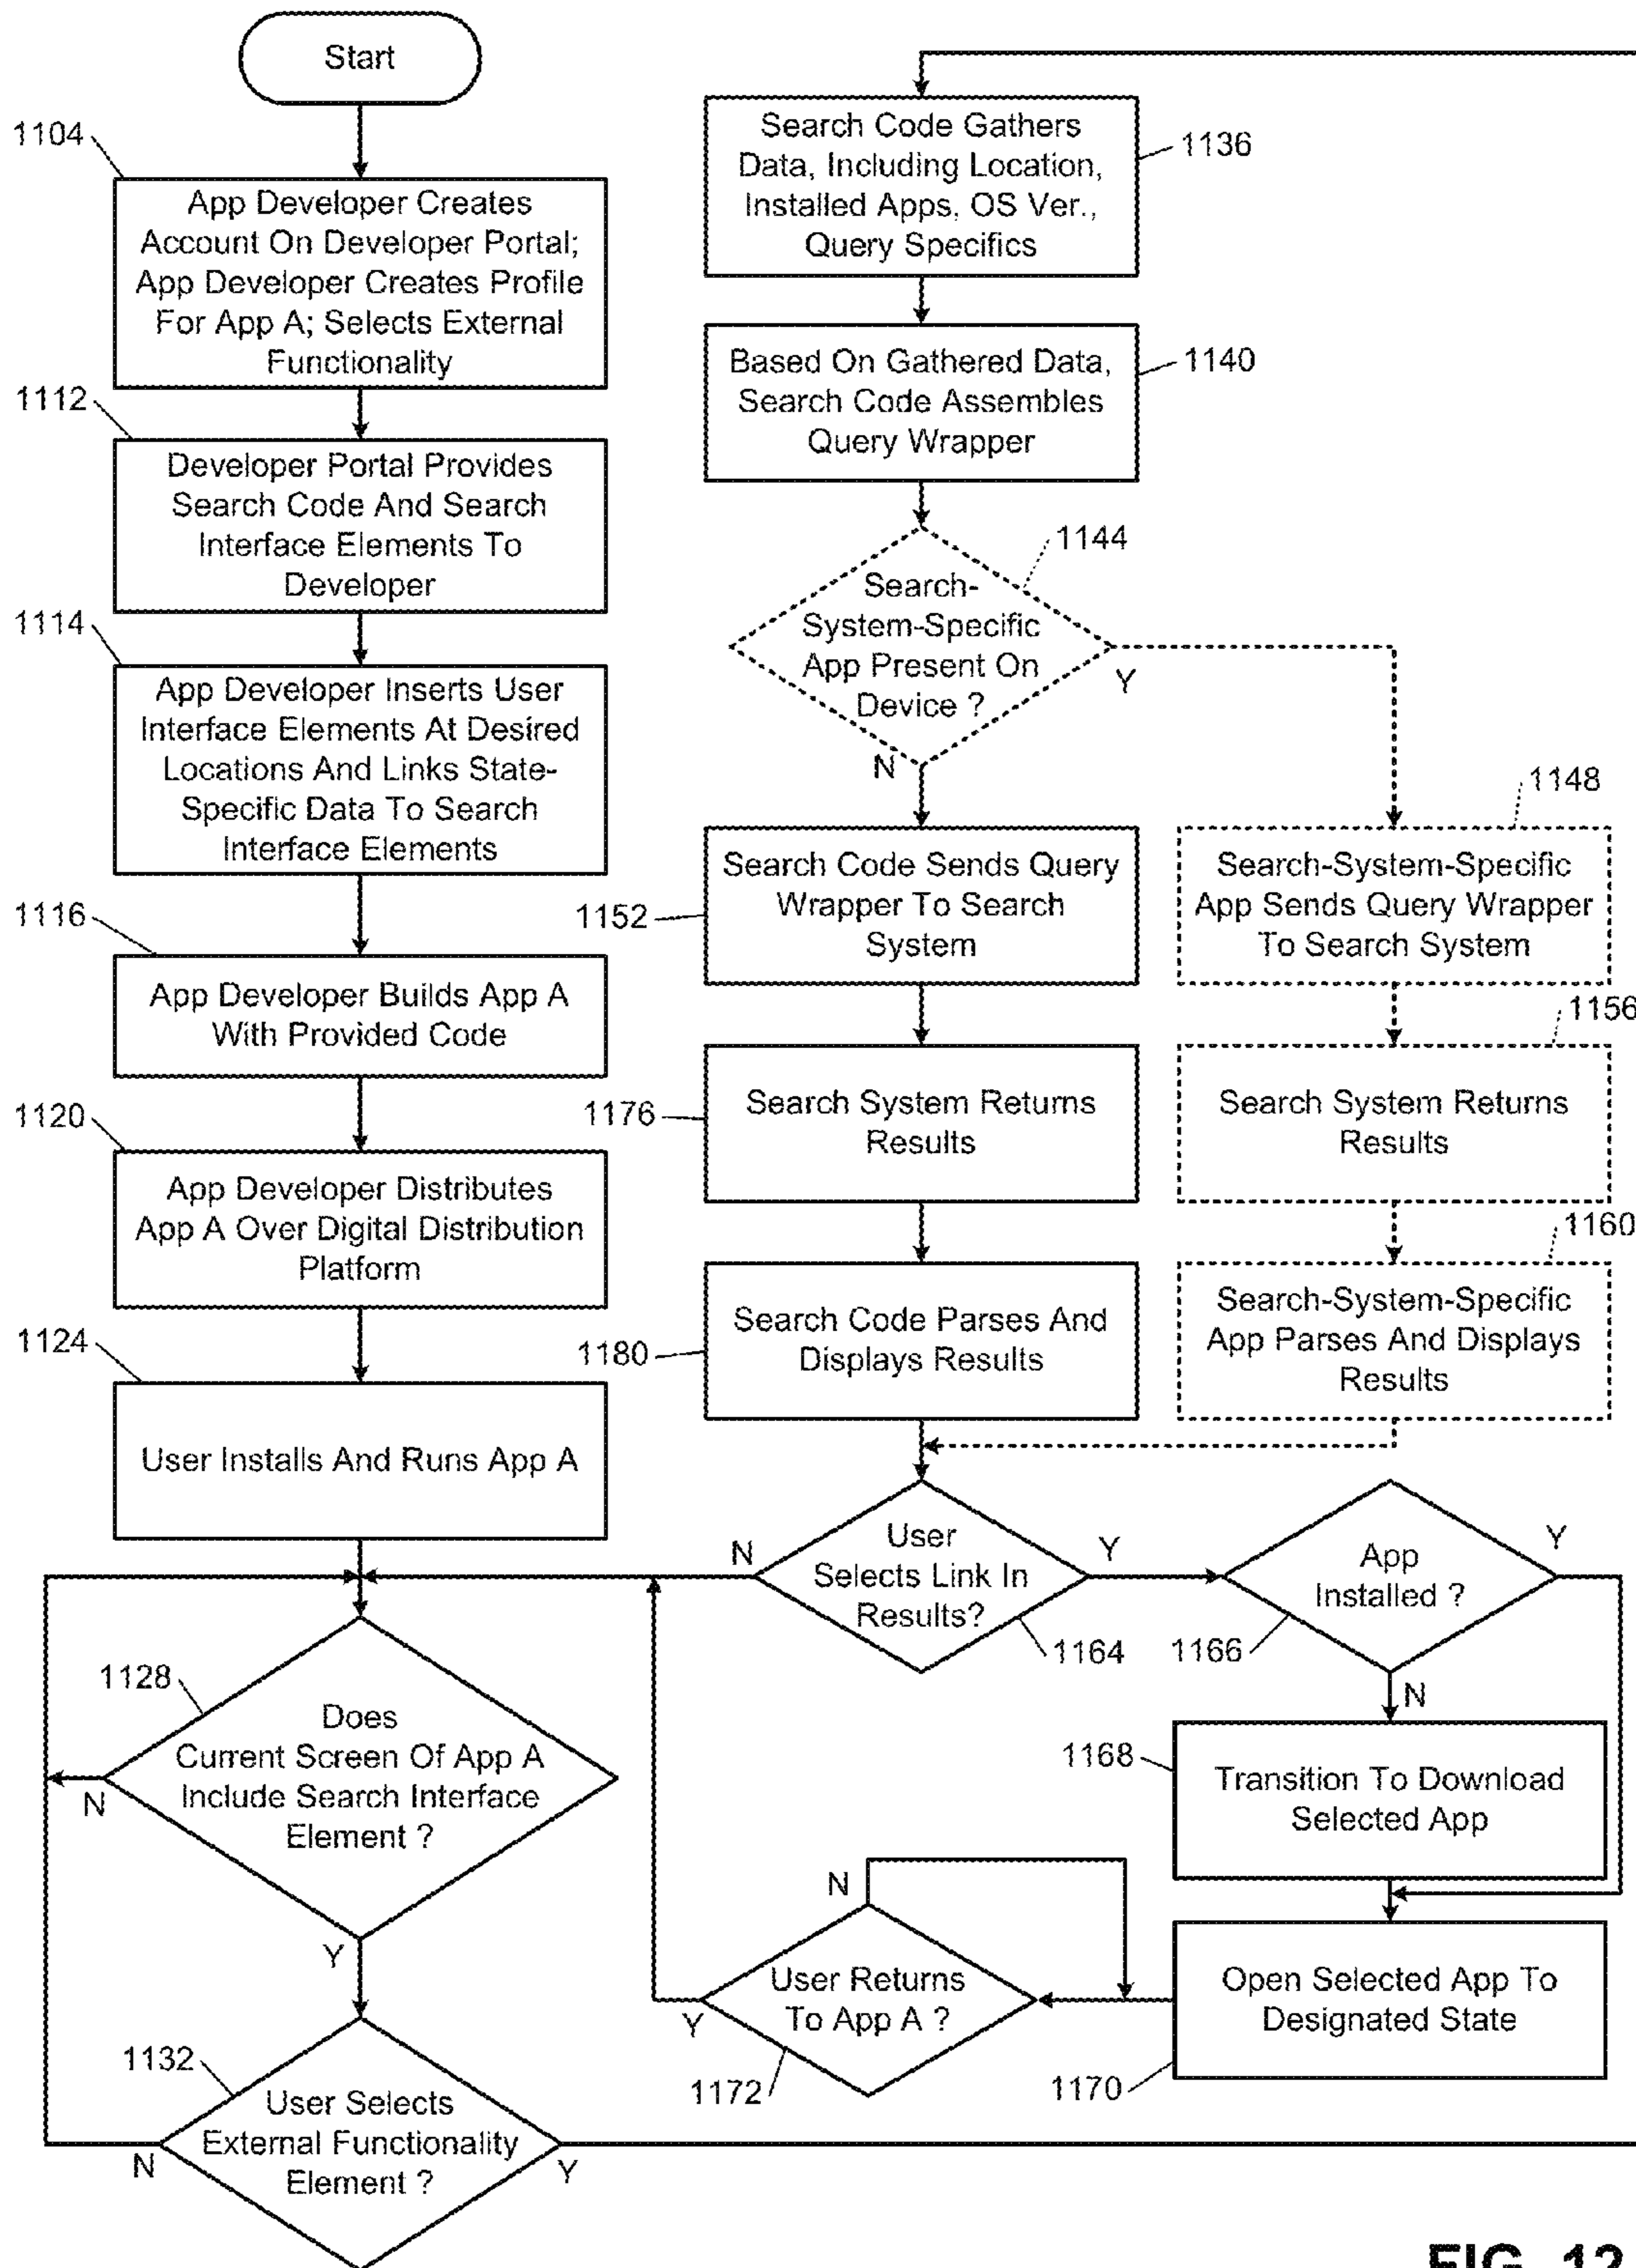 Start
1104
App Developer Creates
Account On Developer Portal;
App Developer Creates Profile
For App A; Selects External
Functionality
1112
Developer Portal Provides
Search Code And Search
Interface Elements To
Developer
1114
App Developer Inserts User
Interface Elements At Desired
Locations And Links State-
Specific Data To Search
Interface Elements
1116
App Developer Builds App A
With Provided Code
1120
App Developer Distributes
App A Over Digital Distribution
Platform
1124
User Installs And Runs App A
1128
Does
Current Screen Of App A
Include Search Interface
Element ?
N
Y
1132
User Selects
External Functionality
Element ?
N
Y
Search Code Gathers
Data, Including Location,
Installed Apps, OS Ver.,
Query Specifics
1136
Based On Gathered Data,
Search Code Assembles
Query Wrapper
1140
1144
Search-
System-Specific
App Present On
Device ?
Y
N
1148
Search Code Sends Query
Wrapper To Search
System
1152
Search-System-Specific
App Sends Query Wrapper
To Search System
1156
Search System Returns
Results
1176
Search System Returns
Results
1160
Search Code Parses And
Displays Results
1180
Search-System-Specific
App Parses And Displays
Results
User
Selects Link In
Results?
N
Y
1164
App
Installed ?
Y
1166
N
1168
Transition To Download
Selected App
Open Selected App To
Designated State
1170
N
User Returns
To App A ?
Y
1172
FIG. 12